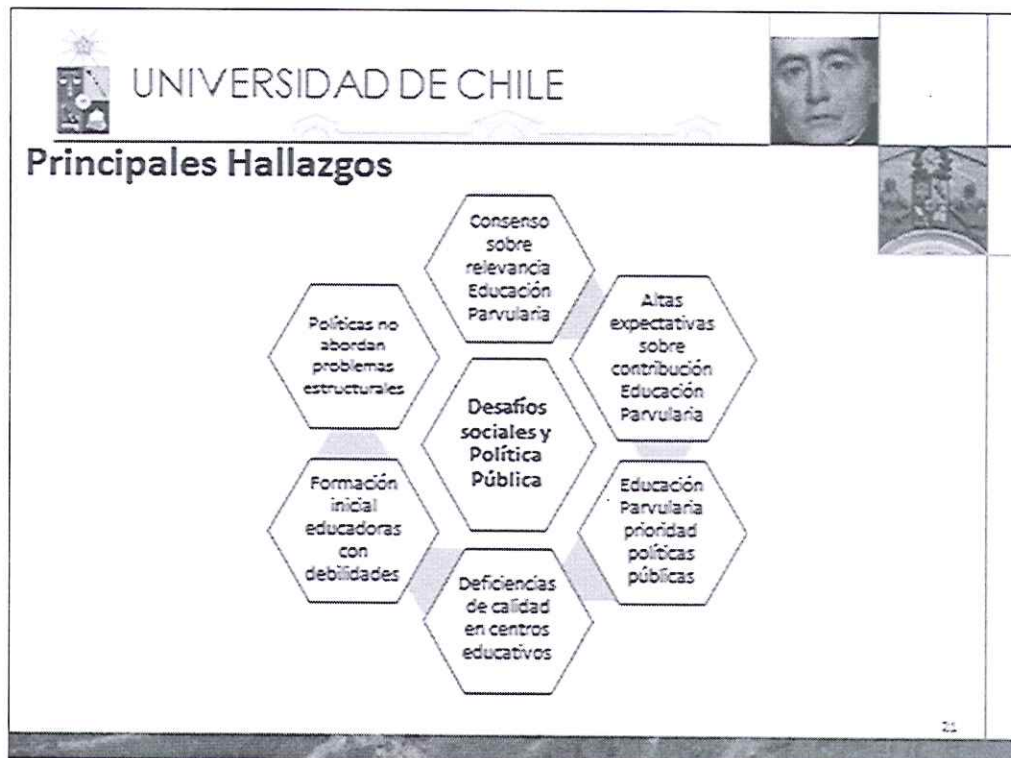 UNIVERSIDAD DE CHILE
Principales Hallazgos
Consenso
sobre
relevancia
Educación
Parvularia
Altas
expectativas
sobre
contribución
Educación
Parvularia
Educación
Parvularia
prioridad
políticas
públicas
Deficiencias
de calidad
en centros
educativos
Formación
inicial
educadoras
con
debilidades
Políticas no
abordan
problemas
estructurales
Desafíos
sociales y
Política
Pública
21